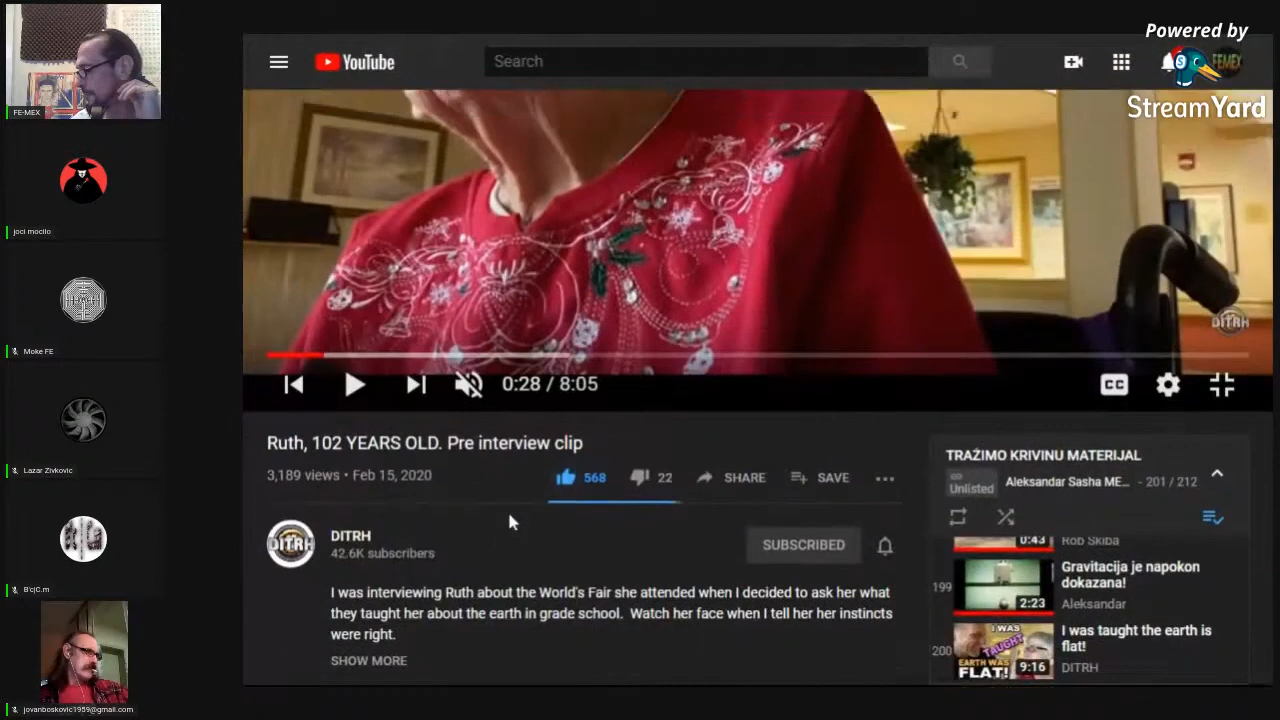 Powered by
StreamYard
YouTube
Search
FEMEX
FE-MEX
joci mocilo
Moke FE
Lazar Zivkovic
B'c|C.m
jovanboskovic1959@gmail.com
DITRH
0:28 / 8:05
CC
Ruth, 102 YEARS OLD. Pre interview clip
3,189 views • Feb 15, 2020
568
22
SHARE
SAVE
DITRH
DITRH
42.6K subscribers
SUBSCRIBED
I was interviewing Ruth about the World's Fair she attended when I decided to ask her what
they taught her about the earth in grade school. Watch her face when I tell her her instincts
were right.
SHOW MORE
TRAŽIMO KRIVINU MATERIJAL
Unlisted
Aleksandar Sasha ME... - 201 / 212
0:43
Rob Skiba
199
2:23
Gravitacija je napokon
dokazana!
Aleksandar
200
I WAS
TAUGHT
EARTH WAS
FLAT!
9:16
I was taught the earth is
flat!
DITRH